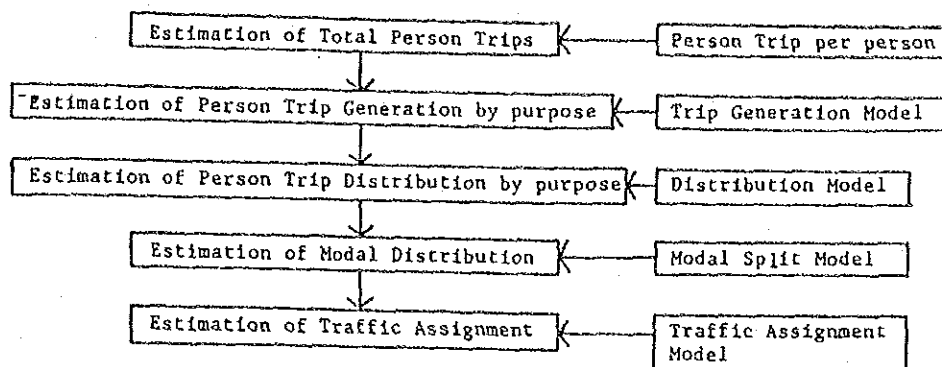 Estimation of Total Person Trips
Person Trip per person
Estimation of Person Trip Generation by purpose
Trip Generation Model
Estimation of Person Trip Distribution by purpose
Distribution Model
Estimation of Modal Distribution
Modal Split Model
Estimation of Traffic Assignment
Traffic Assignment
Model